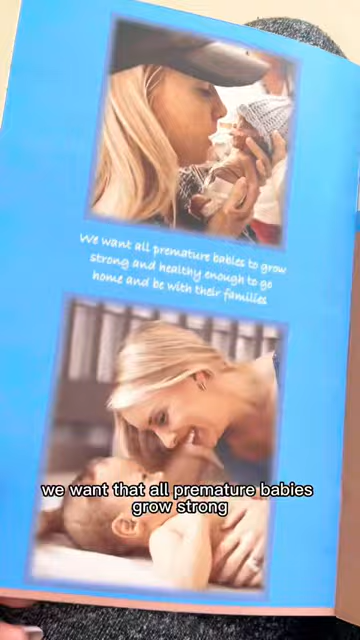 We want all premature babies to grow
strong and healthy enough to go
home and be with their families
we want that all premature babies
grow strong